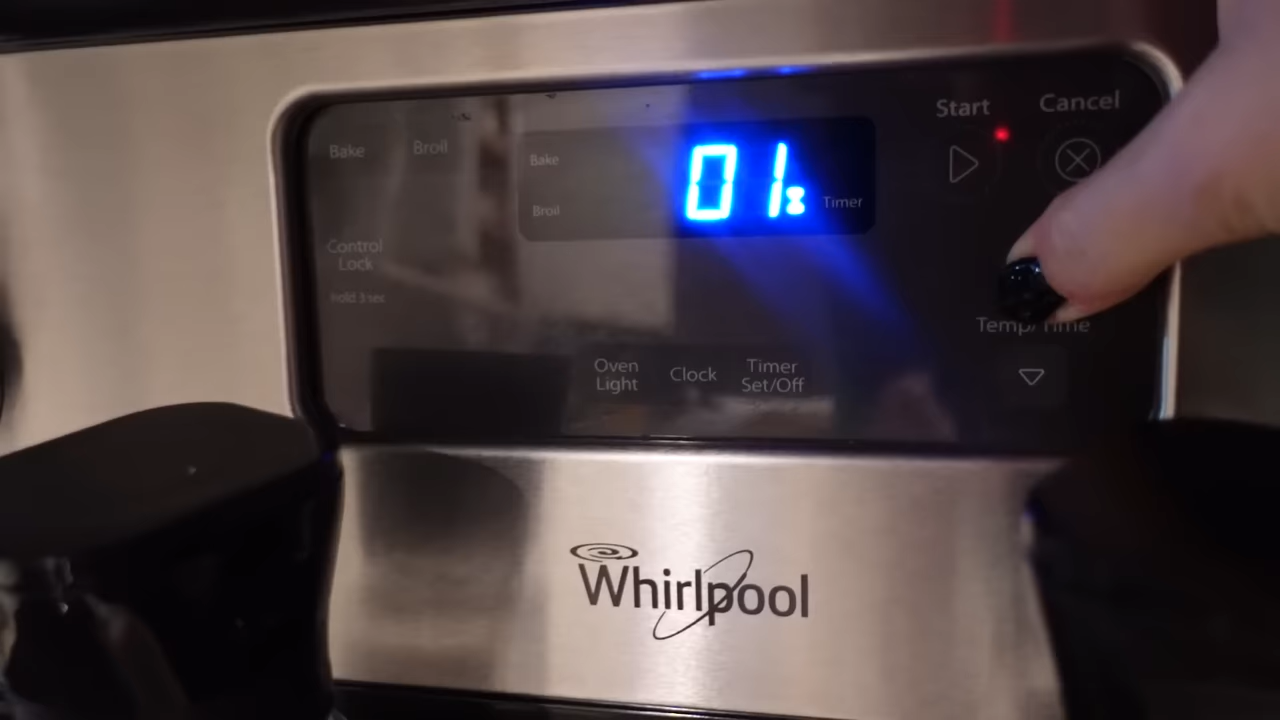 Start Cancel
Bake Broil
Bake
01
Broil
Timer
Control
Lock
Hold 3 sec
Temp/Time
Oven
Light
Clock
Timer
Set/Off
Whirlpool